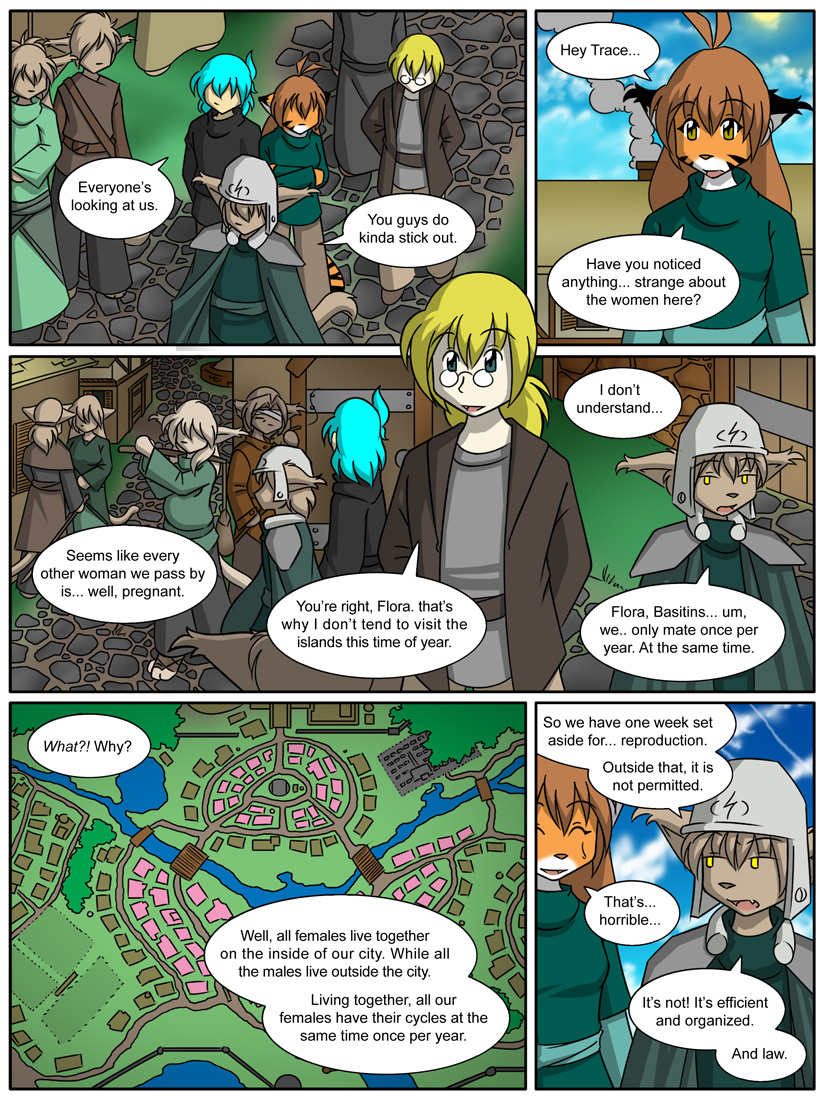 Everyone's
looking at us.
You guys do
kinda stick out.
Hey Trace...
Have you noticed
anything... strange about
the women here?
Seems like every
other woman we pass by
is... well, pregnant.
You're right, Flora. that's
why I don't tend to visit the
islands this time of year.
I don't
understand...
Flora, Basitins... um,
we.. only mate once per
year. At the same time.
What?! Why?
Well, all females live together
on the inside of our city. While all
the males live outside the city.
Living together, all our
females have their cycles at the
same time once per year.
So we have one week set
aside for... reproduction.
Outside that, it is
not permitted.
That's...
horrible...
It's not! It's efficient
and organized.
And law.